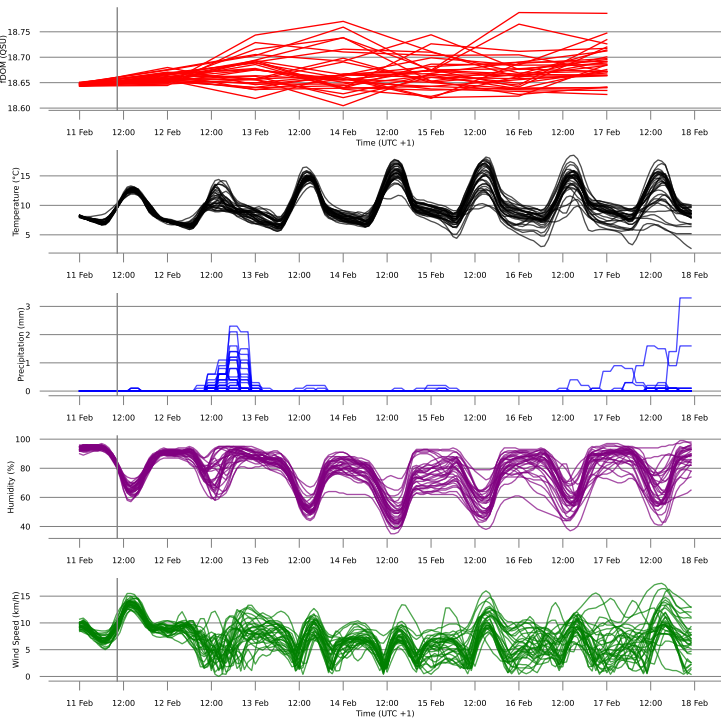 fDOM (QSU)
18.75
18.70
18.65
18.60
11 Feb 12:00 12 Feb 12:00 13 Feb 12:00 14 Feb 12:00 15 Feb 12:00 16 Feb 12:00 17 Feb 12:00 18 Feb
Time (UTC +1)
Temperature (°C)
15
10
5
11 Feb 12:00 12 Feb 12:00 13 Feb 12:00 14 Feb 12:00 15 Feb 12:00 16 Feb 12:00 17 Feb 12:00 18 Feb
Precipitation (mm)
3
2
1
0
11 Feb 12:00 12 Feb 12:00 13 Feb 12:00 14 Feb 12:00 15 Feb 12:00 16 Feb 12:00 17 Feb 12:00 18 Feb
Humidity (%)
100
80
60
40
11 Feb 12:00 12 Feb 12:00 13 Feb 12:00 14 Feb 12:00 15 Feb 12:00 16 Feb 12:00 17 Feb 12:00 18 Feb
Wind Speed (km/h)
15
10
5
0
11 Feb 12:00 12 Feb 12:00 13 Feb 12:00 14 Feb 12:00 15 Feb 12:00 16 Feb 12:00 17 Feb 12:00 18 Feb
Time (UTC +1)